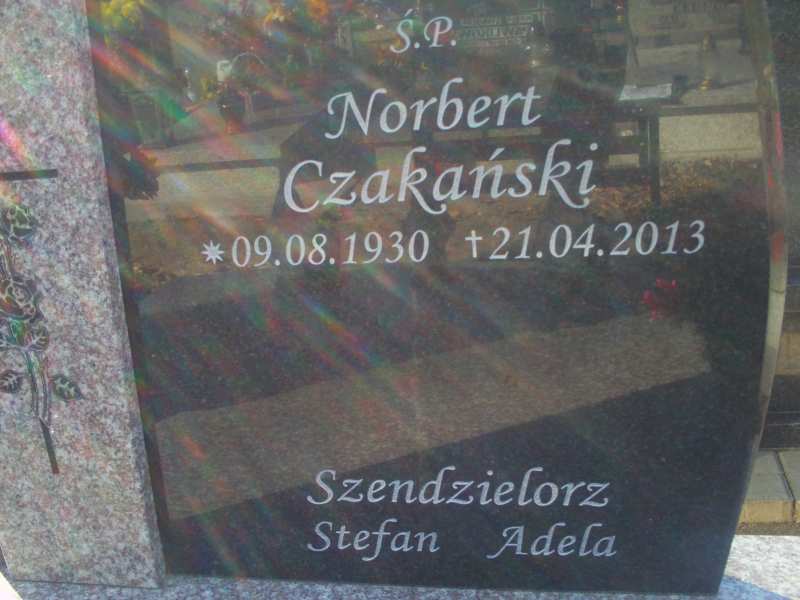 Ś.P.
Norbert
Czakański
✷09.08.1930 ✝21.04.2013
Szendzielorz
Stefan Adela